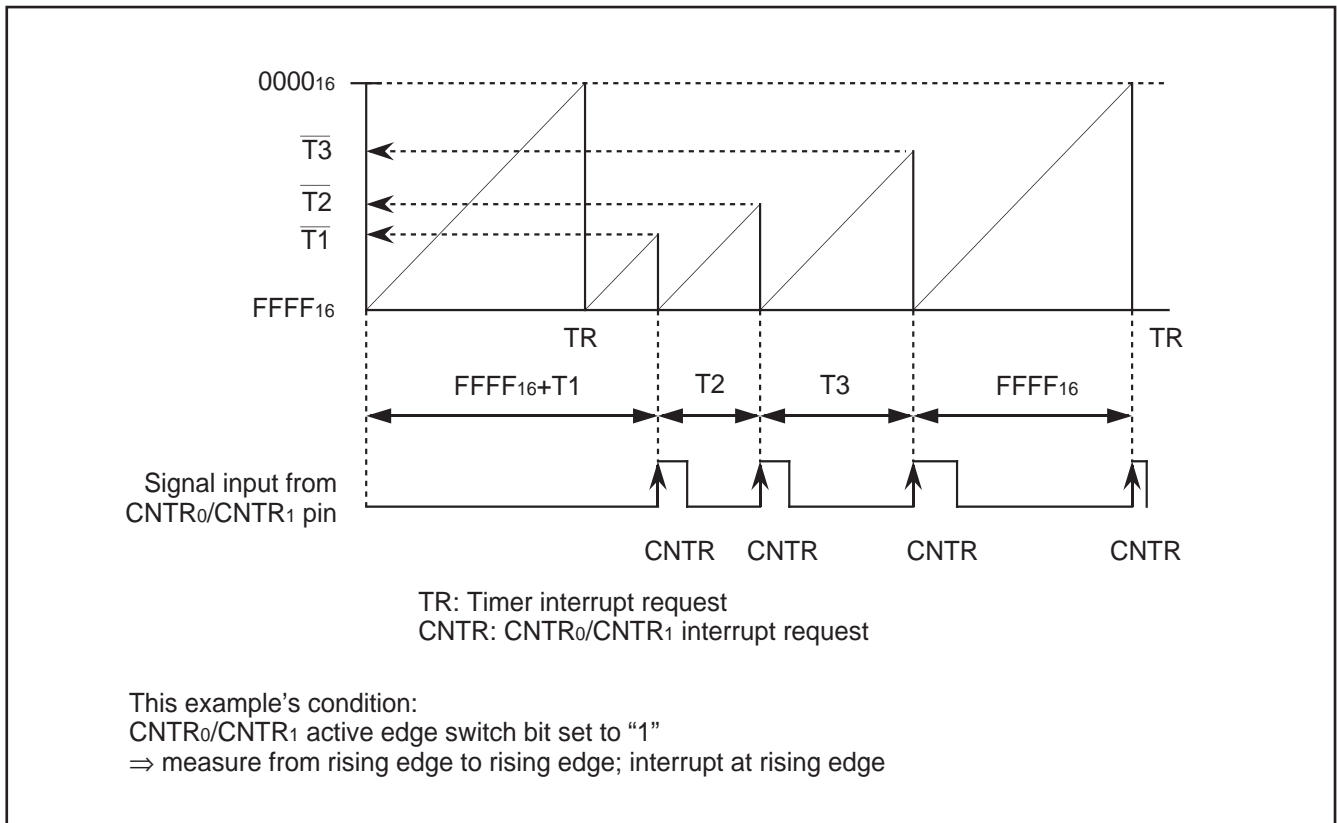 0000₁₆
T̅3̅
T̅2̅
T̅1̅
FFFF₁₆
TR
TR
FFFF₁₆+T1
T2
T3
FFFF₁₆
Signal input from
CNTR₀/CNTR₁ pin
CNTR
CNTR
CNTR
CNTR
TR: Timer interrupt request
CNTR: CNTR₀/CNTR₁ interrupt request
This example’s condition:
CNTR₀/CNTR₁ active edge switch bit set to “1”
⇒ measure from rising edge to rising edge; interrupt at rising edge